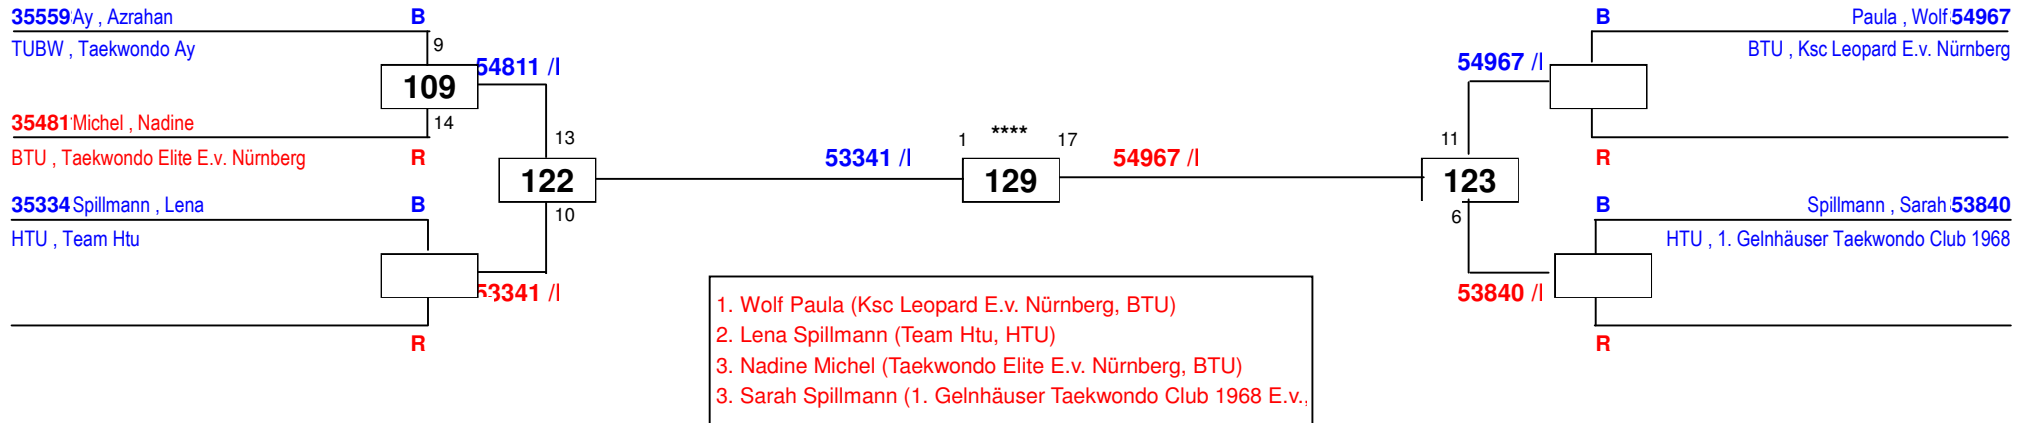 35559 Ay , Azrahan B
TUBW , Taekwondo Ay
9
54811 /I
109
35481 Michel , Nadine
14
BTU , Taekwondo Elite E.v. Nürnberg R
13
122
10
35334 Spillmann , Lena B
HTU , Team Htu
53341 /I
R
53341 /I
1 **** 17
129
54967 /I
B Paula , Wolf 54967
BTU , Ksc Leopard E.v. Nürnberg
54967 /I
R
11
123
6
B Spillmann , Sarah 53840
HTU , 1. Gelnhäuser Taekwondo Club 1968
53840 /I
R
1. Wolf Paula (Ksc Leopard E.v. Nürnberg, BTU)
2. Lena Spillmann (Team Htu, HTU)
3. Nadine Michel (Taekwondo Elite E.v. Nürnberg, BTU)
3. Sarah Spillmann (1. Gelnhäuser Taekwondo Club 1968 E.v.,